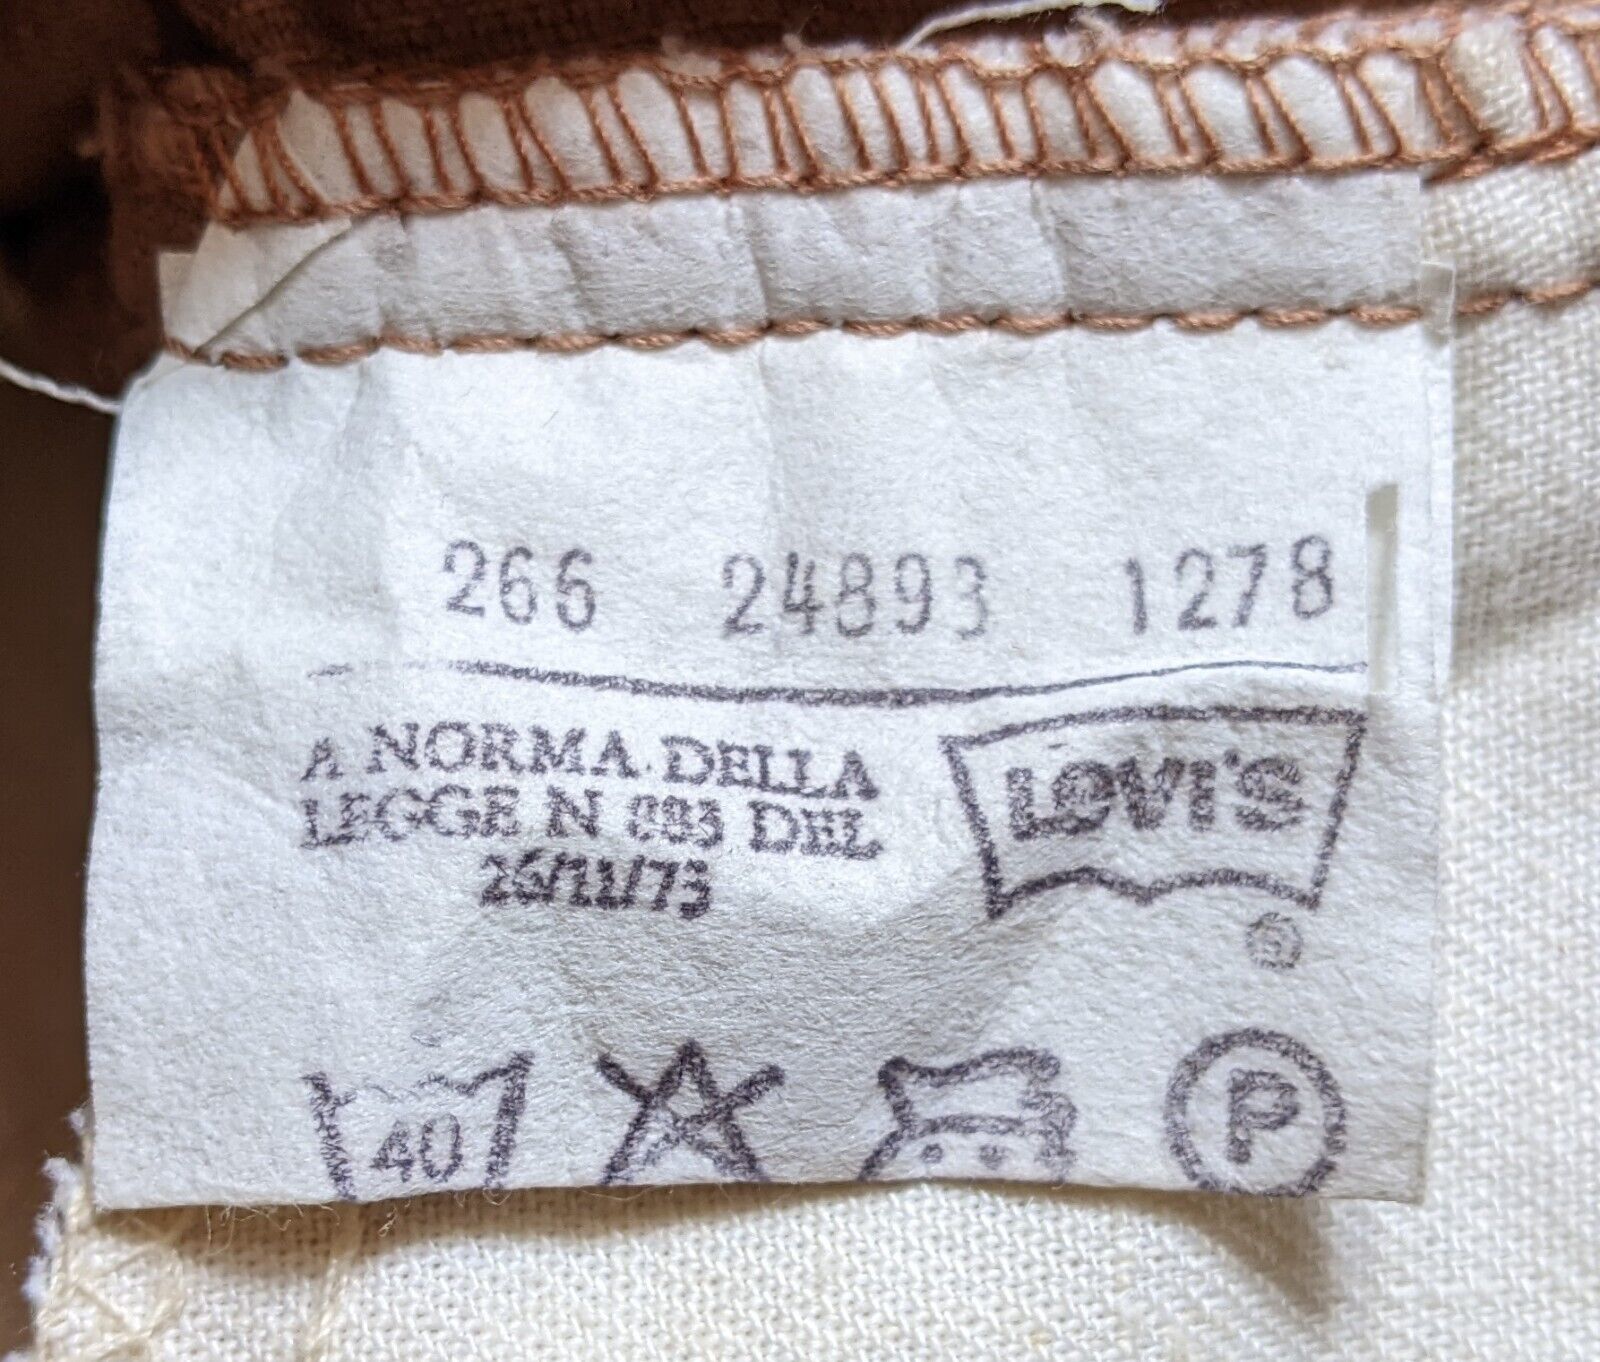 266 24893 1278
A NORMA DELLA
LEGGE N 883 DEL
26/11/73
LEVI'S
®
40
P